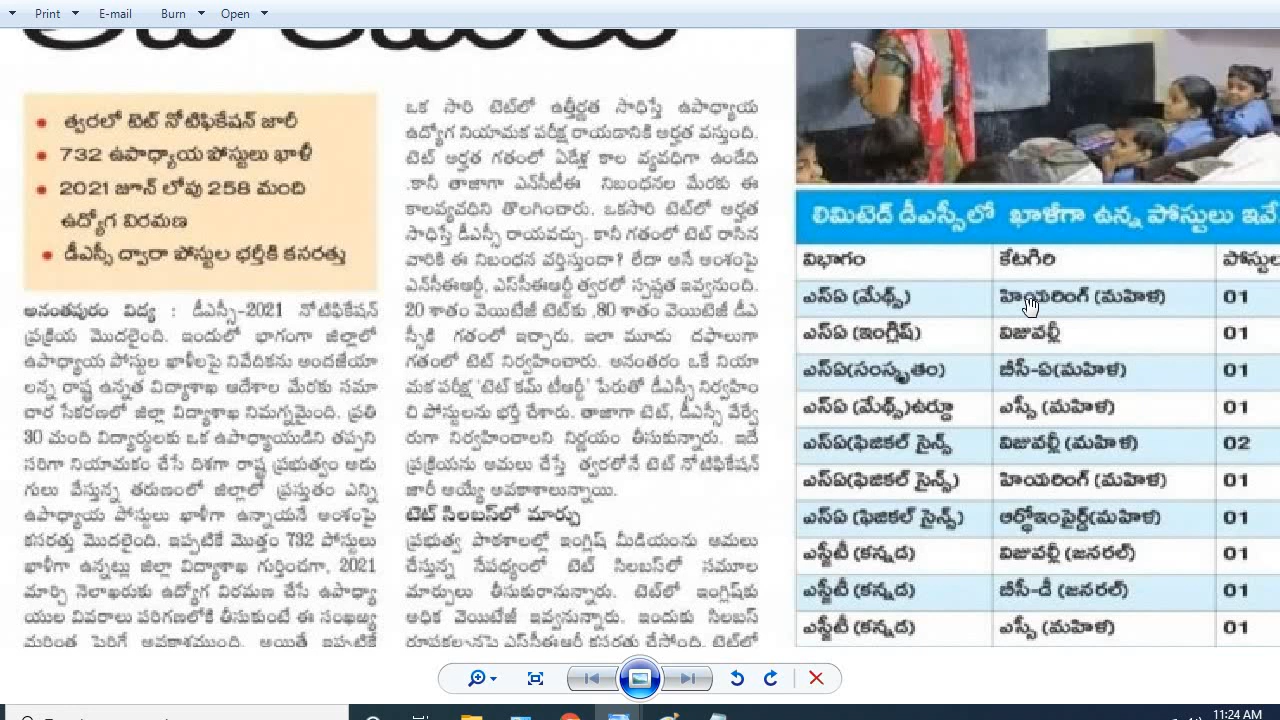 Print
E-mail
Burn
Open
త్వరలో టెట్ నోటిఫికేషన్ జారీ
732 ఉపాధ్యాయ పోస్టులు ఖాళీ
2021 జూన్ లోపు 258 మంది
ఉద్యోగ విరమణ
డీఎస్సీ ద్వారా పోస్టుల భర్తీకి కసరత్తు
అనంతపురం విద్య : డీఎస్సీ-2021 నోటిఫికేషన్
ప్రక్రియ మొదలైంది. ఇందులో భాగంగా జిల్లాలో
ఉపాధ్యాయ పోస్టుల ఖాళీలపై నివేదికను అందజేయా
లన్న రాష్ట్ర ఉన్నత విద్యాశాఖ ఆదేశాల మేరకు సమా
చార సేకరణలో జిల్లా విద్యాశాఖ నిమగ్నమైంది. ప్రతి
30 మంది విద్యార్థులకు ఒక ఉపాధ్యాయుడిని తప్పని
సరిగా నియామకం చేసే దిశగా రాష్ట్ర ప్రభుత్వం అడు
గులు వేస్తున్న తరుణంలో జిల్లాలో ప్రస్తుతం ఎన్ని
ఉపాధ్యాయ పోస్టులు ఖాళీగా ఉన్నాయనే అంశంపై
కసరత్తు మొదలైంది. ఇప్పటికే మొత్తం 732 పోస్టులు
ఖాళీగా ఉన్నట్లు జిల్లా విద్యాశాఖ గుర్తించగా, 2021
మార్చి నెలాఖరుకు ఉద్యోగ విరమణ చేసే ఉపాధ్యా
యుల వివరాలు పరిగణలోకి తీసుకుంటే ఈ సంఖ్య
మరింత పెరిగే అవకాశముంది. అయితే ఇప్పటికే
ఒక సారి టెట్‌లో ఉత్తీర్ణత సాధిస్తే ఉపాధ్యాయ
ఉద్యోగ నియామక పరీక్ష రాయడానికి అర్హత వస్తుంది.
టెట్ అర్హత గతంలో ఏడేళ్ల కాల వ్యవధిగా ఉండేది
.కానీ తాజాగా ఎన్‌సీటీఈ నిబంధనల మేరకు ఈ
కాలవ్యవధిని తొలగించారు. ఒకసారి టెట్‌లో అర్హత
సాధిస్తే డీఎస్సీ రాయవచ్చు. కానీ గతంలో టెట్ రాసిన
వారికి ఈ నిబంధన వర్తిస్తుందా? లేదా అనే అంశంపై
ఎన్‌సీఈఆర్టీ, ఎస్‌సీఈఆర్టీ త్వరలో స్పష్టత ఇవ్వనుంది.
20 శాతం వెయిటేజీ టెట్‌కు ,80 శాతం వెయిటేజీ డీఎ
స్సీకి గతంలో ఇచ్చారు. ఇలా మూడు దఫాలుగా
గతంలో టెట్ నిర్వహించారు. అనంతరం ఒకే నియా
మక పరీక్ష 'టెట్ కమ్ టీఆర్టీ' పేరుతో డీఎస్సీ నిర్వహిం
చి పోస్టులను భర్తీ చేశారు. తాజాగా టెట్, డీఎస్సీ వేర్వే
రుగా నిర్వహించాలని నిర్ణయం తీసుకున్నారు. ఇదే
ప్రక్రియను అమలు చేస్తే త్వరలోనే టెట్ నోటిఫికేషన్
జారీ అయ్యే అవకాశాలున్నాయి.
టెట్ సిలబస్‌లో మార్పు
ప్రభుత్వ పాఠశాలల్లో ఇంగ్లిష్ మీడియంను అమలు
చేస్తున్న నేపథ్యంలో టెట్ సిలబస్‌లో సమూల
మార్పులు తీసుకురానున్నారు. టెట్‌లో ఇంగ్లిష్‌కు
అధిక వెయిటేజీ ఇవ్వనున్నారు. ఇందుకు సిలబస్
రూపకల్పనపై ఎస్‌సీఈఆర్టీ కసరత్తు చేస్తోంది. టెట్‌లో
లిమిటెడ్ డీఎస్సీలో ఖాళీగా ఉన్న పోస్టులు ఇవే
విభాగం కేటగిరి పోస్టుల
ఎస్ఏ (మేథ్స్) హియరింగ్ (మహిళ) 01
ఎస్ఏ (ఇంగ్లీష్) విజువల్లీ 01
ఎస్ఏ(సంస్కృతం) బీసీ-ఏ(మహిళ) 01
ఎస్ఏ (మేథ్స్)ఉర్దూ ఎస్సీ (మహిళ) 01
ఎస్ఏ(ఫిజికల్ సైన్స్ విజువల్లీ (మహిళ) 02
ఎస్ఏ(ఫిజికల్ సైన్స్) హియరింగ్ (మహిళ) 01
ఎస్ఏ (ఫిజికల్ సైన్స్) ఆర్థోఇంపైర్డ్(మహిళ) 01
ఎస్జీటీ (కన్నడ) విజువల్లీ (జనరల్) 01
ఎస్జీటీ (కన్నడ) బీసీ-డీ (జనరల్) 01
ఎస్జీటీ (కన్నడ) ఎస్సీ (మహిళ) 01
11:24 AM